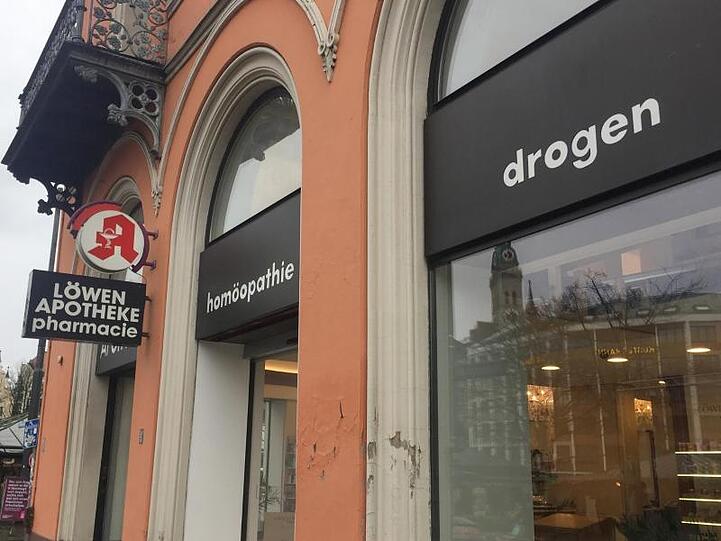 LÖWEN
APOTHEKE
pharmacie
homöopathie
drogen